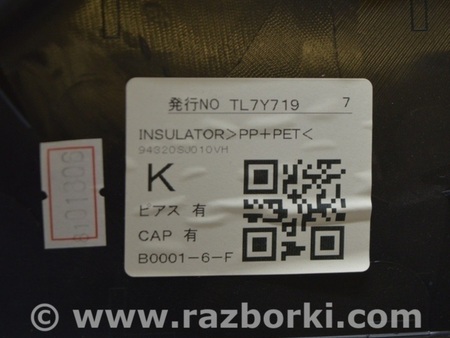 発行NO TL7Y719 7
INSULATOR>PP+PET<
94320SJ010VH
K
ピアス 有
CAP 有
B0001-6-F
© www.razborki.com